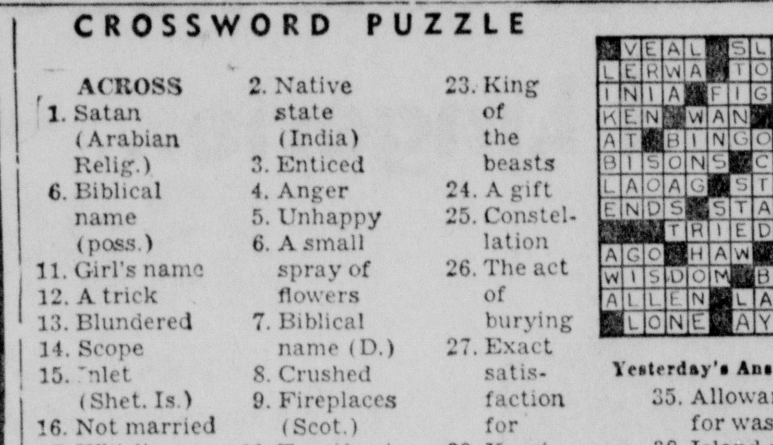 CROSSWORD PUZZLE
ACROSS
1. Satan
(Arabian
Relig.)
6. Biblical
name
(poss.)
11. Girl's name
12. A trick
13. Blundered
14. Scope
15. Inlet
(Shet. Is.)
16. Not married
2. Native
state
(India)
3. Enticed
4. Anger
5. Unhappy
6. A small
spray of
flowers
7. Biblical
name (D.)
8. Crushed
9. Fireplaces
(Scot.)
23. King
of
the
beasts
24. A gift
25. Constel-
lation
26. The act
of
burying
27. Exact
satis-
faction
for
VEAL SL
LERWA TO
INIA FIG
KEN WAN
AT BINGO
BISONS C
LAOAG ST
ENDS STA
TRIED
AGO HAW
WISDOM B
ALLEN LA
LONE AY
Yesterday's Ans
35. Allowa
for was